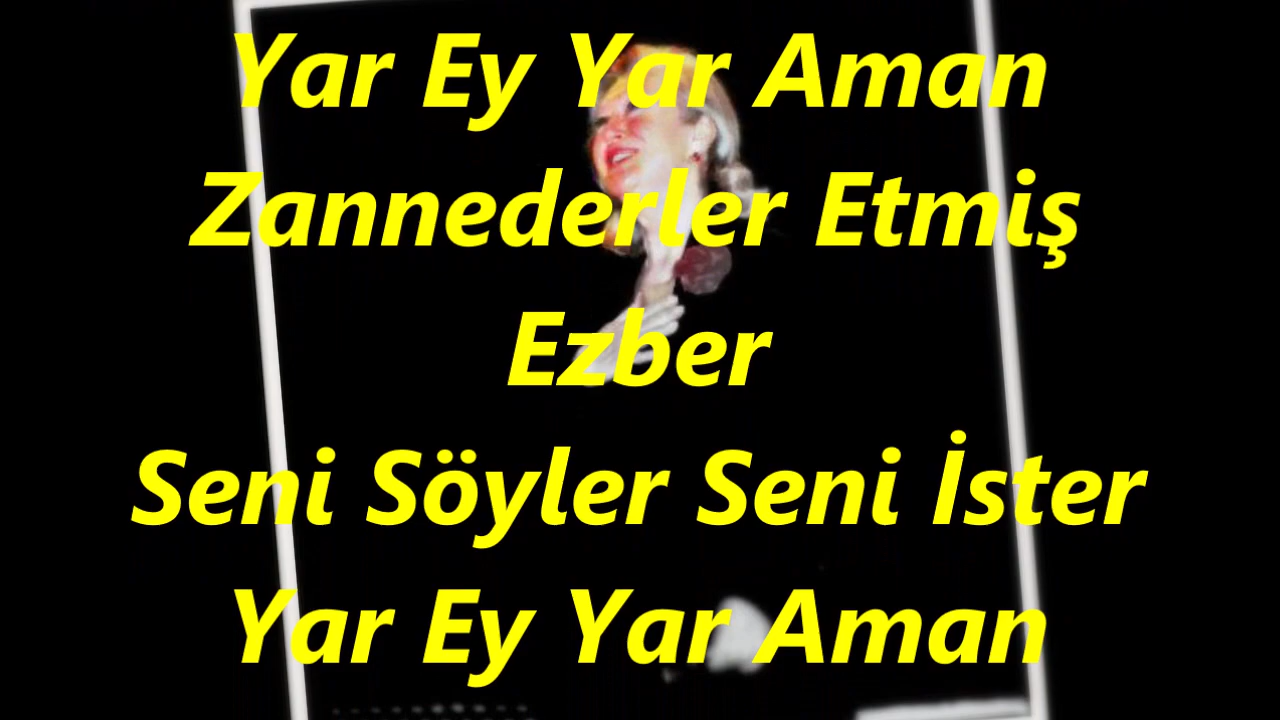 Yar Ey Yar Aman
Zannederler Etmiş
Ezber
Seni Söyler Seni İster
Yar Ey Yar Aman